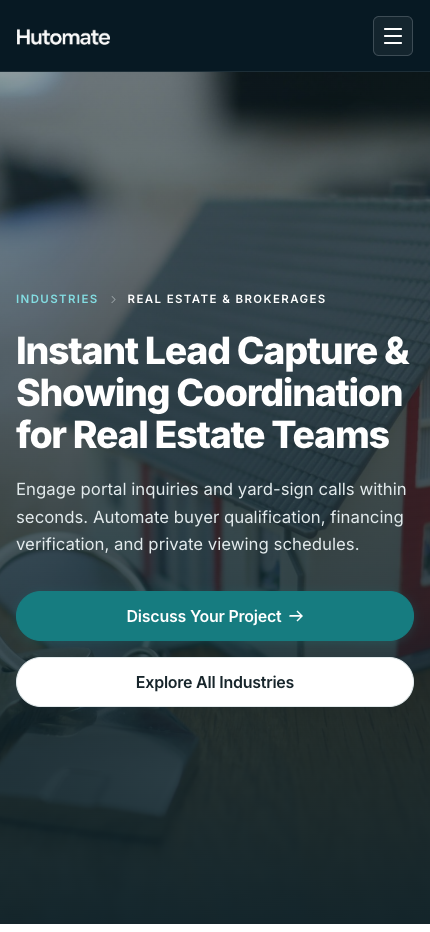 Hutomate
INDUSTRIES > REAL ESTATE & BROKERAGES
Instant Lead Capture &
Showing Coordination
for Real Estate Teams
Engage portal inquiries and yard-sign calls within
seconds. Automate buyer qualification, financing
verification, and private viewing schedules.
Discuss Your Project →
Explore All Industries